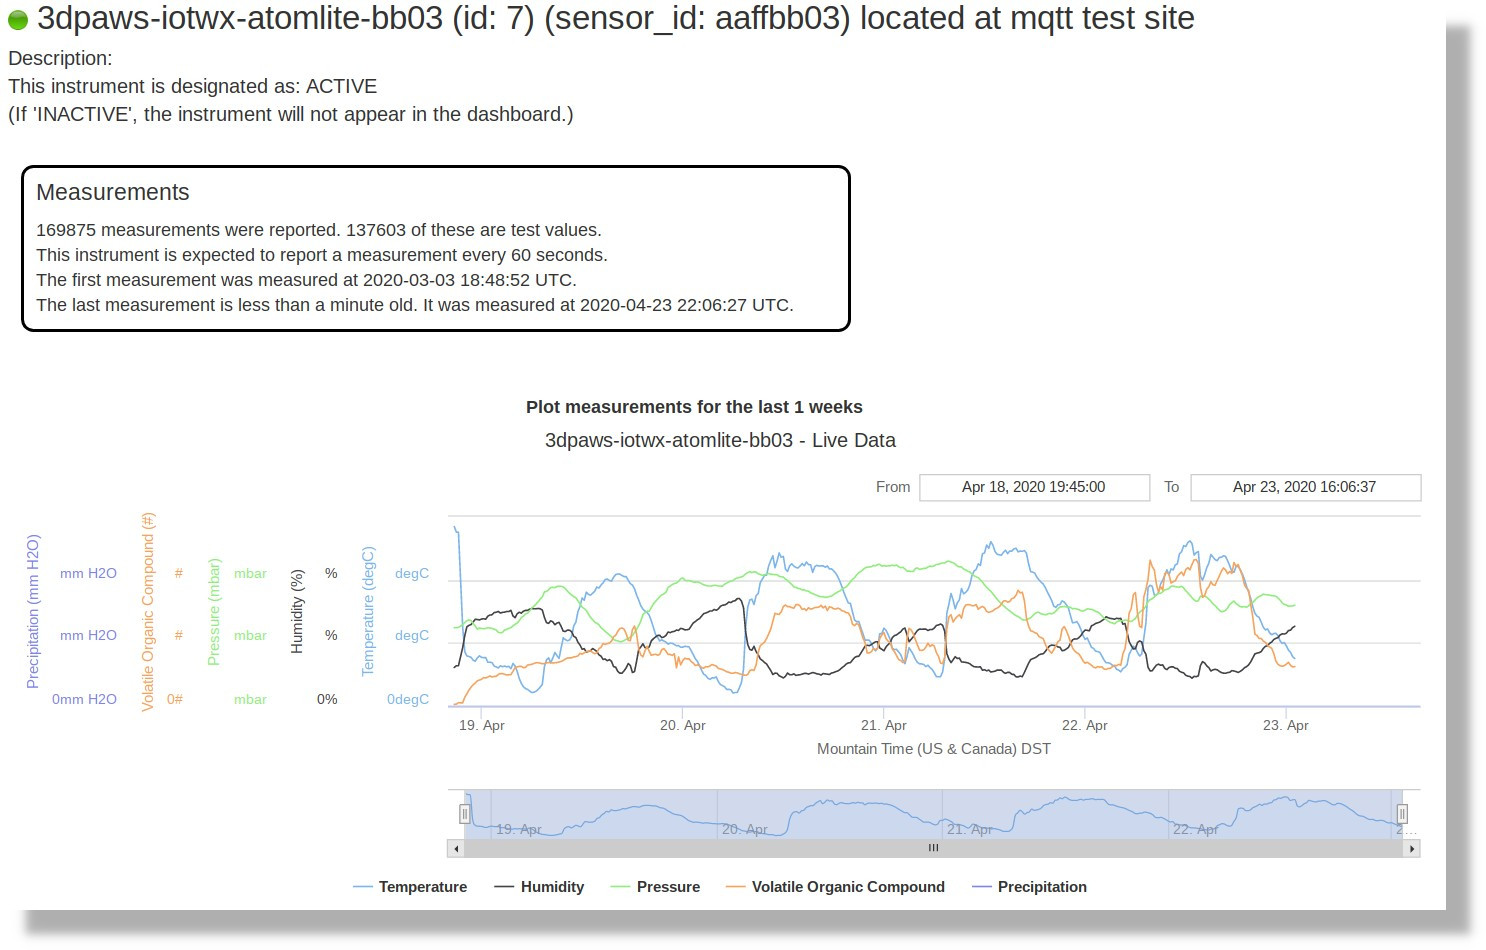 3dpaws-iotwx-atomlite-bb03 (id: 7) (sensor_id: aaffbb03) located at mqtt test site
Description:
This instrument is designated as: ACTIVE
(If 'INACTIVE', the instrument will not appear in the dashboard.)
Measurements
169875 measurements were reported. 137603 of these are test values.
This instrument is expected to report a measurement every 60 seconds.
The first measurement was measured at 2020-03-03 18:48:52 UTC.
The last measurement is less than a minute old. It was measured at 2020-04-23 22:06:27 UTC.
Plot measurements for the last 1 weeks
3dpaws-iotwx-atomlite-bb03 - Live Data
From Apr 18, 2020 19:45:00 To Apr 23, 2020 16:06:37
Precipitation (mm H2O)
Volatile Organic Compound (#)
Pressure (mbar)
Humidity (%)
Temperature (degC)
mm H2O # mbar % degC
mm H2O # mbar % degC
0mm H2O 0# mbar 0% 0degC
19. Apr 20. Apr 21. Apr 22. Apr 23. Apr
Mountain Time (US & Canada) DST
19. Apr 20. Apr 21. Apr 22. Apr 2…
Temperature Humidity Pressure Volatile Organic Compound Precipitation